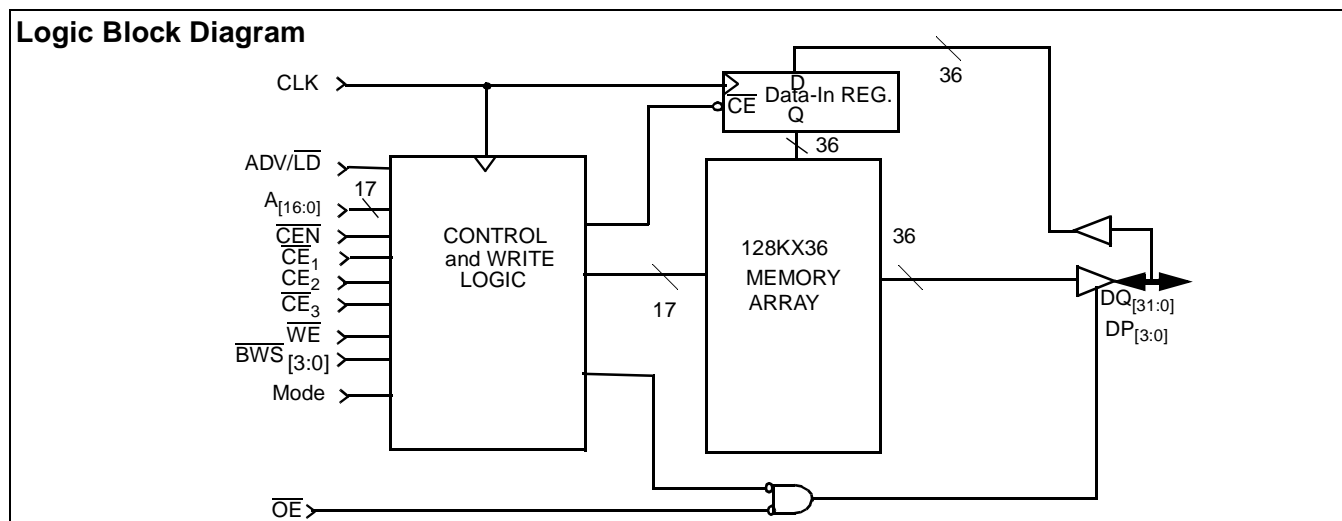 Logic Block Diagram
36
CLK
D
CE Data-In REG.
Q
36
ADV/LD
17
A[16:0]
CEN
CE1
CE2
CE3
WE
BWS[3:0]
Mode
CONTROL
and WRITE
LOGIC
17
128KX36
MEMORY
ARRAY
36
DQ[31:0]
DP[3:0]
OE